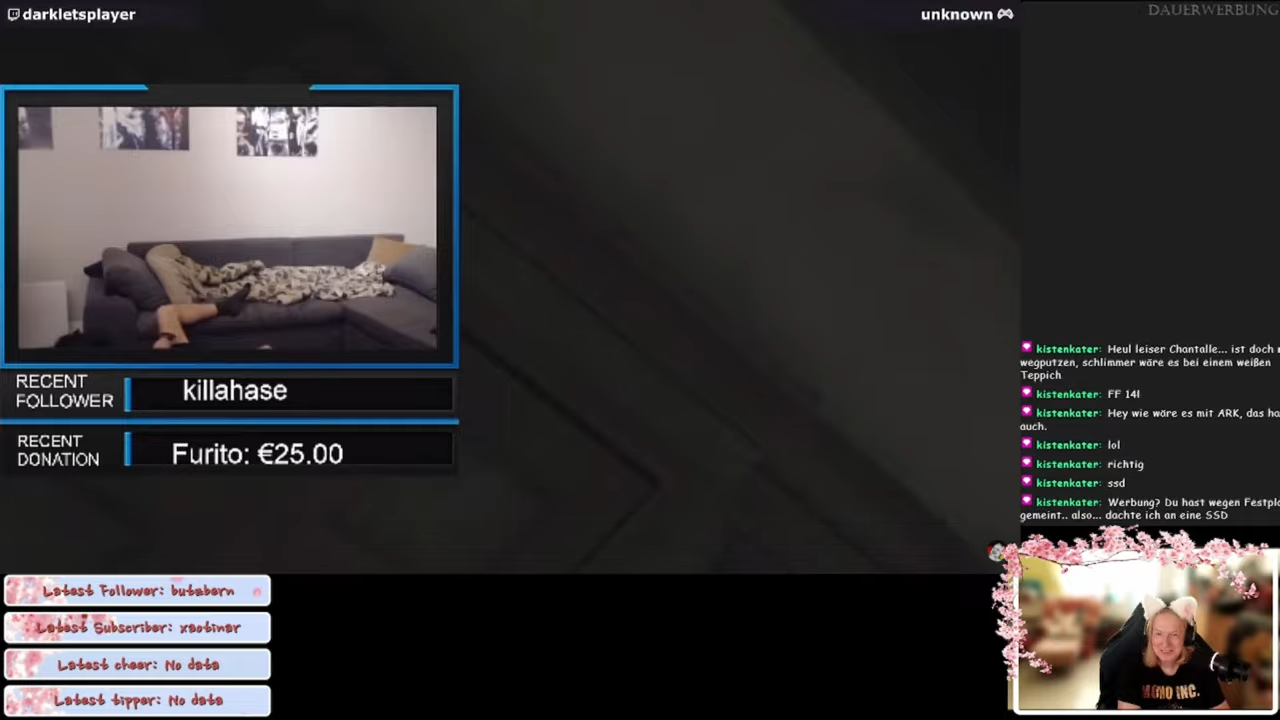 darkletsplayer
unknown
DAUERWERBUNG
RECENT FOLLOWER
killahase
RECENT DONATION
Furito: €25.00
kistenkater: Heul leiser Chantalle... ist doch
wegputzen, schlimmer wäre es bei einem weißen
Teppich
kistenkater: FF 14!
kistenkater: Hey wie wäre es mit ARK, das
auch.
kistenkater: lol
kistenkater: richtig
kistenkater: ssd
kistenkater: Werbung? Du hast wegen
gemeint.. also... dachte ich an eine SSD
Latest Follower: butabern
Latest Subscriber: xaotinar
Latest cheer: No data
Latest tipper: No data
INC.